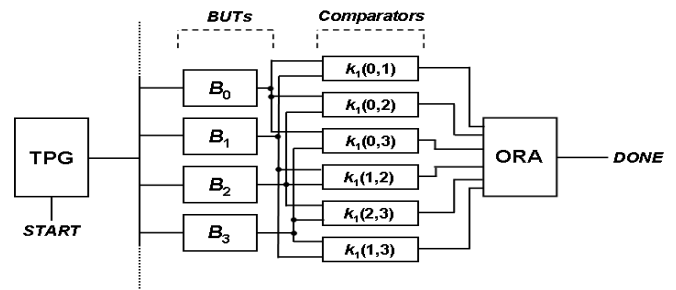 BUTs
Comparators
TPG
START
B0
B1
B2
B3
k1(0,1)
k1(0,2)
k1(0,3)
k1(1,2)
k1(2,3)
k1(1,3)
ORA
DONE